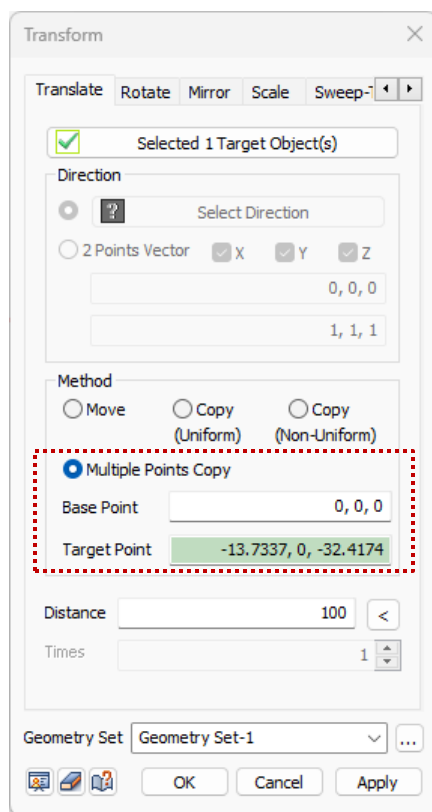 Transform
Translate Rotate Mirror Scale Sweep-T
Selected 1 Target Object(s)
Direction
? Select Direction
2 Points Vector X Y Z
0, 0, 0
1, 1, 1
Method
Move Copy Copy
(Uniform) (Non-Uniform)
Multiple Points Copy
Base Point 0, 0, 0
Target Point -13.7337, 0, -32.4174
Distance 100 <
Times 1
Geometry Set Geometry Set-1 ...
OK Cancel Apply